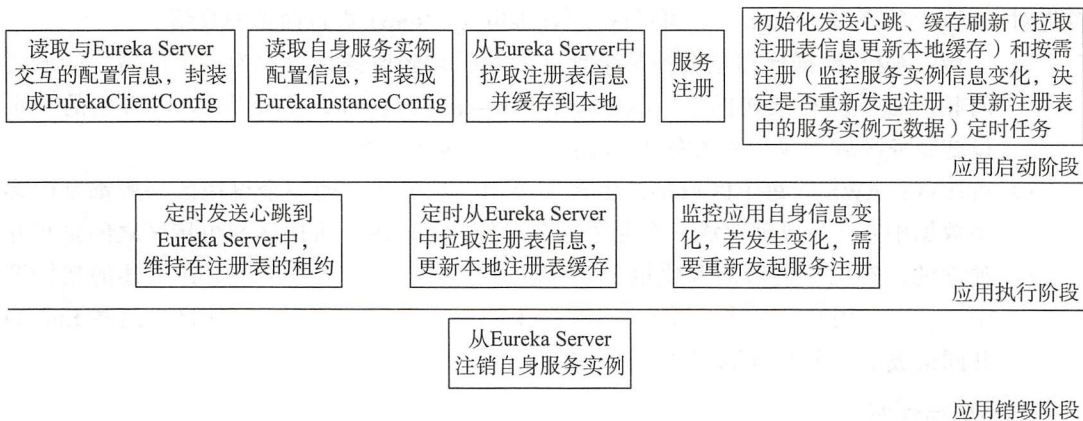 读取与Eureka Server
交互的配置信息，封装
成EurekaClientConfig
读取自身服务实例
配置信息，封装成
EurekaInstanceConfig
从Eureka Server中
拉取注册表信息
并缓存到本地
服务
注册
初始化发送心跳、缓存刷新（拉取
注册表信息更新本地缓存）和按需
注册（监控服务实例信息变化，决
定是否重新发起注册，更新注册表
中的服务实例元数据）定时任务
应用启动阶段
定时发送心跳到
Eureka Server中，
维持在注册表的租约
定时从Eureka Server
中拉取注册表信息，
更新本地注册表缓存
监控应用自身信息变
化，若发生变化，需
要重新发起服务注册
应用执行阶段
从Eureka Server
注销自身服务实例
应用销毁阶段